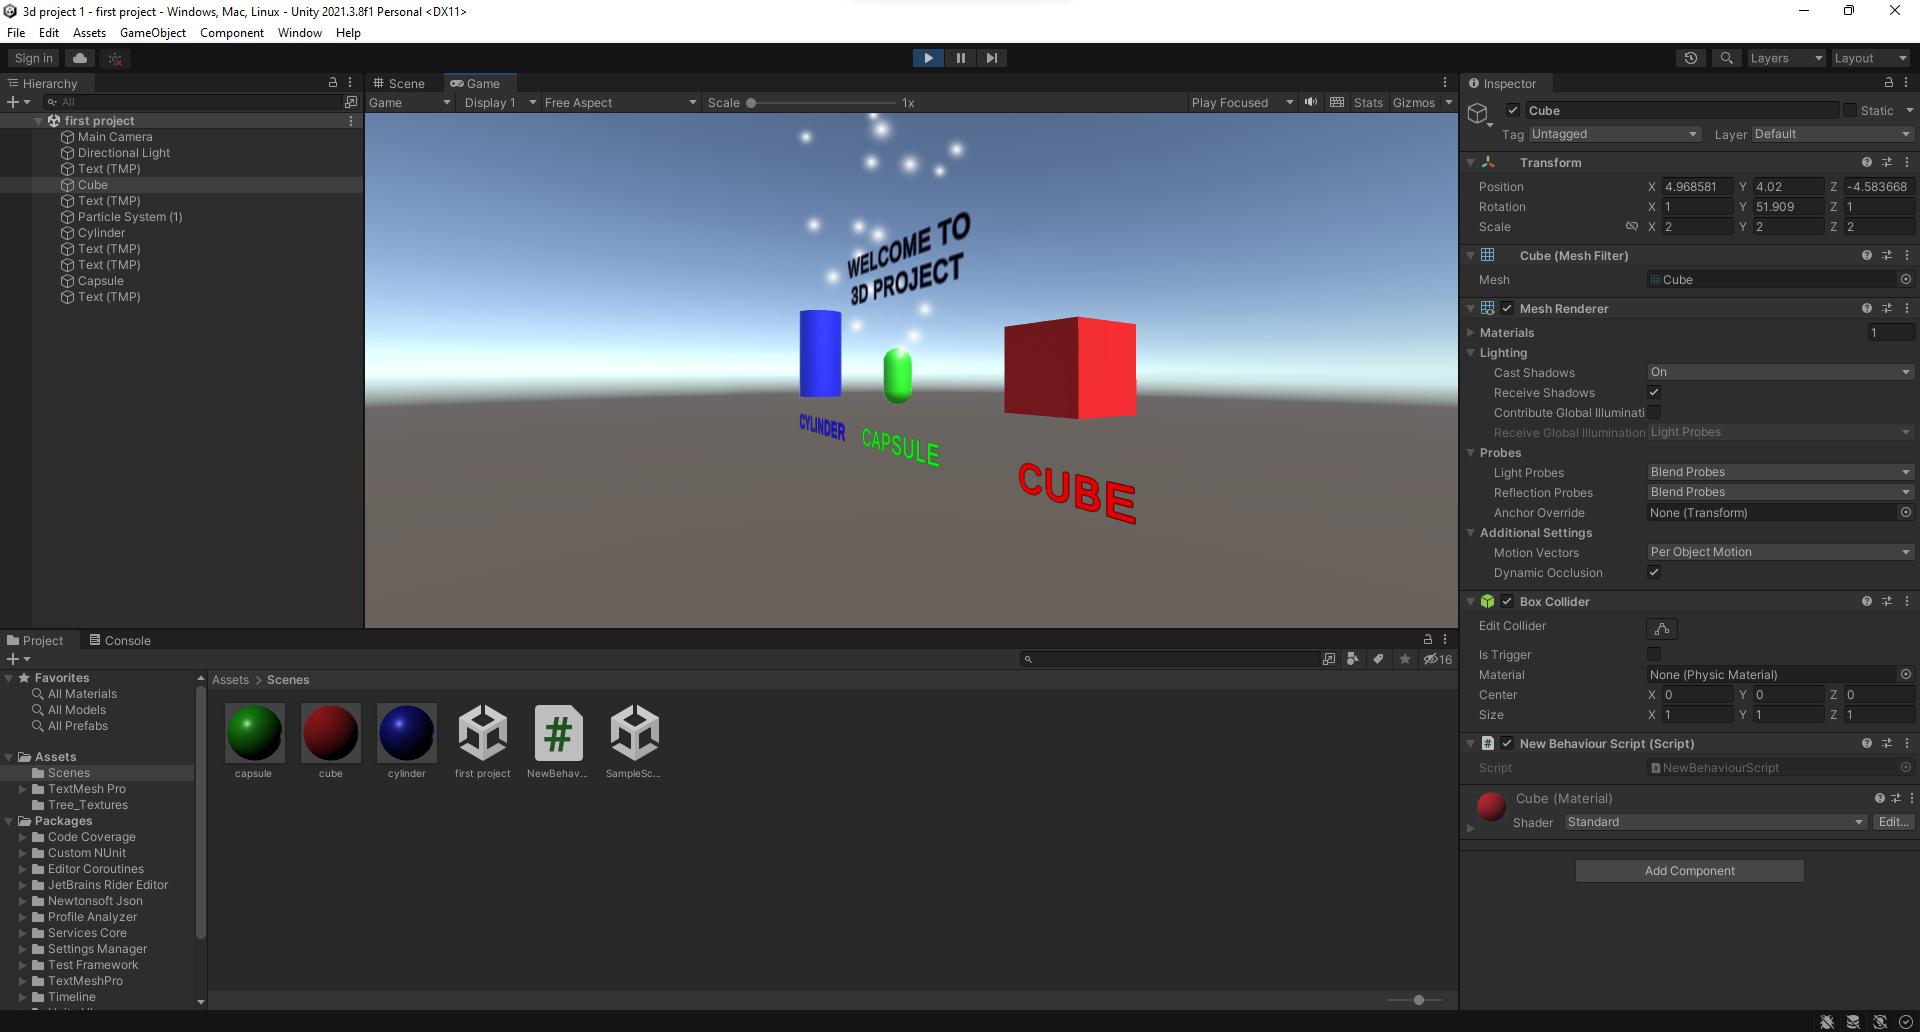 3d project 1 - first project - Windows, Mac, Linux - Unity 2021.3.8f1 Personal <DX11>
File Edit Assets GameObject Component Window Help
Sign in
Layers Layout
Hierarchy
All
first project
Main Camera
Directional Light
Text (TMP)
Cube
Text (TMP)
Particle System (1)
Cylinder
Text (TMP)
Text (TMP)
Capsule
Text (TMP)
Scene Game
Game Display 1 Free Aspect Scale 1x Play Focused Stats Gizmos
WELCOME TO
3D PROJECT
CYLINDER
CAPSULE
CUBE
Inspector
Cube Static
Tag Untagged Layer Default
Transform
Position X 4.968581 Y 4.02 Z -4.583668
Rotation X 1 Y 51.909 Z 1
Scale X 2 Y 2 Z 2
Cube (Mesh Filter)
Mesh Cube
Mesh Renderer
Materials 1
Lighting
Cast Shadows On
Receive Shadows
Contribute Global Illuminati
Receive Global Illumination Light Probes
Probes
Light Probes Blend Probes
Reflection Probes Blend Probes
Anchor Override None (Transform)
Additional Settings
Motion Vectors Per Object Motion
Dynamic Occlusion
Box Collider
Edit Collider
Is Trigger
Material None (Physic Material)
Center X 0 Y 0 Z 0
Size X 1 Y 1 Z 1
New Behaviour Script (Script)
Script NewBehaviourScript
Cube (Material)
Shader Standard Edit...
Add Component
Project Console
16
Favorites
All Materials
All Models
All Prefabs
Assets
Scenes
TextMesh Pro
Tree_Textures
Packages
Code Coverage
Custom NUnit
Editor Coroutines
JetBrains Rider Editor
Newtonsoft Json
Profile Analyzer
Services Core
Settings Manager
Test Framework
TextMeshPro
Timeline
Assets > Scenes
capsule cube cylinder first project NewBehav... SampleSc...